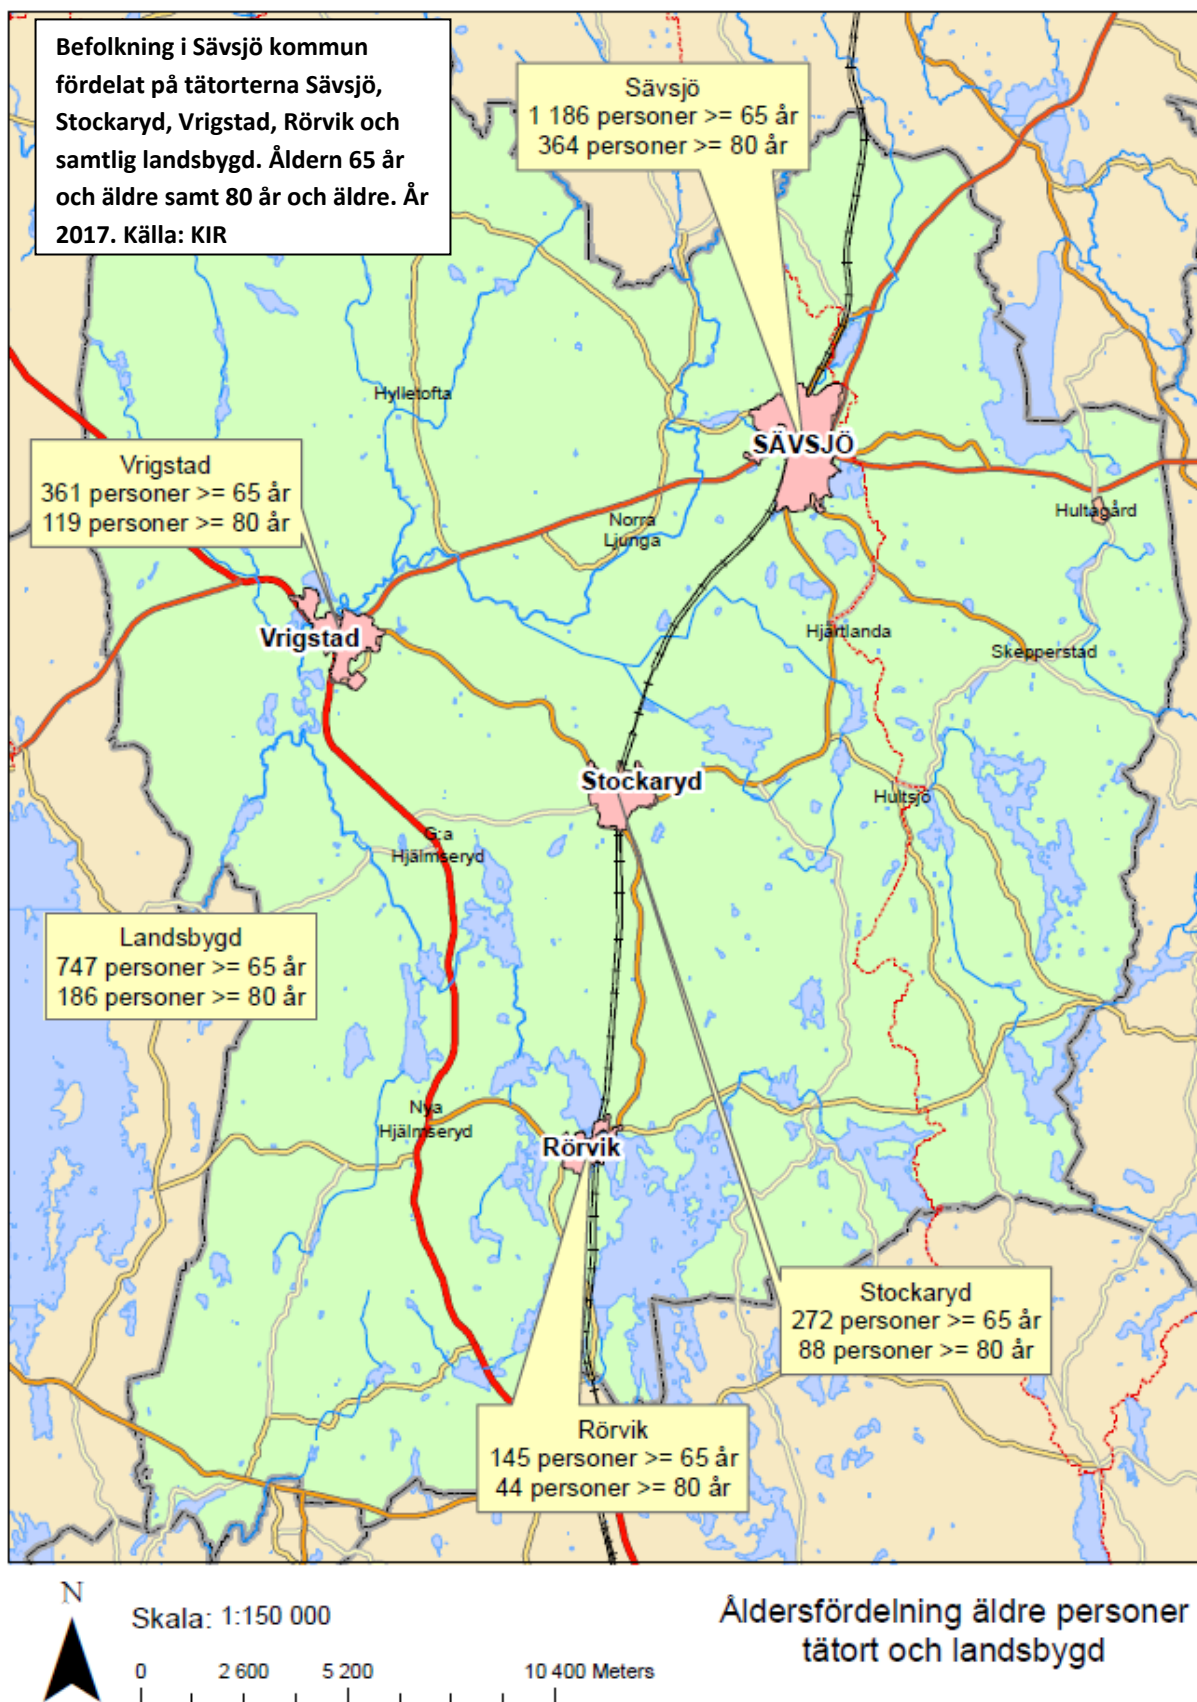 Befolkning i Sävsjö kommun
fördelat på tätorterna Sävsjö,
Stockaryd, Vrigstad, Rörvik och
samtlig landsbygd. Åldern 65 år
och äldre samt 80 år och äldre. År
2017. Källa: KIR
Sävsjö
1 186 personer >= 65 år
364 personer >= 80 år
Hylletofta
SÄVSJÖ
Vrigstad
361 personer >= 65 år
119 personer >= 80 år
Norra
Ljunga
Hultagård
Vrigstad
Hjärtlanda
Skepperstad
Stockaryd
Hultsjö
G:a
Hjälmseryd
Landsbygd
747 personer >= 65 år
186 personer >= 80 år
Nya
Hjälmseryd
Rörvik
Stockaryd
272 personer >= 65 år
88 personer >= 80 år
Rörvik
145 personer >= 65 år
44 personer >= 80 år
N
Skala: 1:150 000
0 2 600 5 200 10 400 Meters
Åldersfördelning äldre personer
tätort och landsbygd